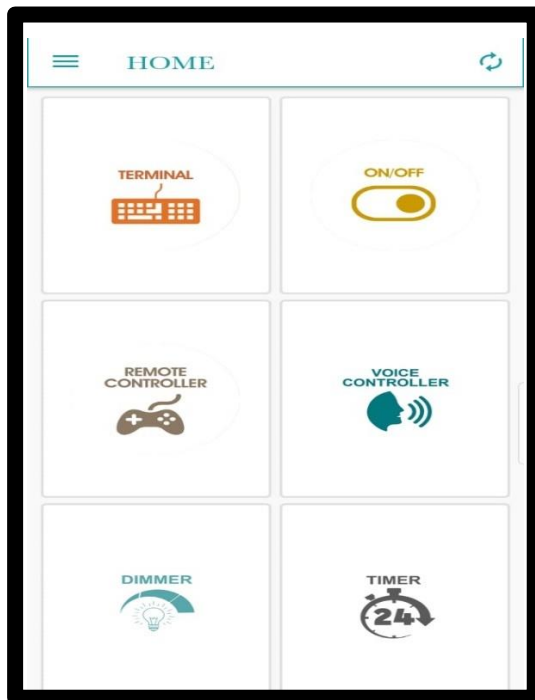 HOME
TERMINAL
ON/OFF
REMOTE
CONTROLLER
VOICE
CONTROLLER
DIMMER
TIMER
24